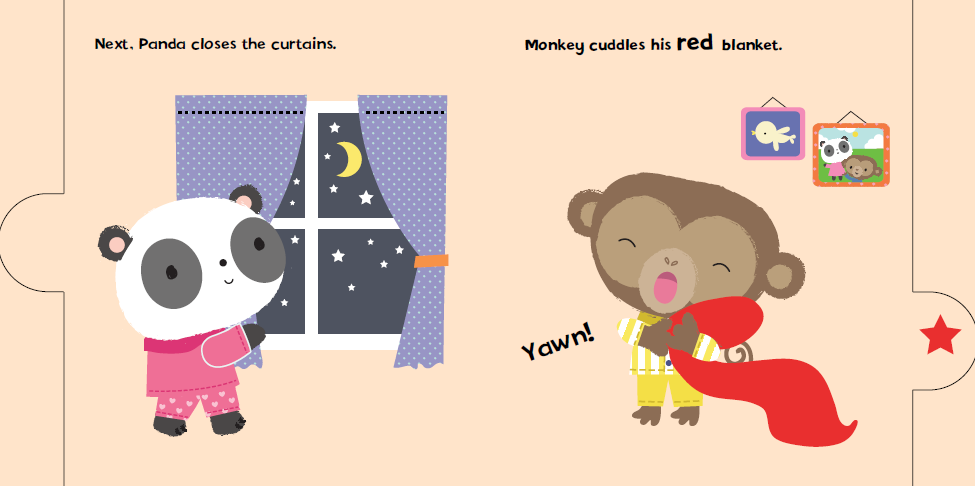 Next, Panda closes the curtains.
Monkey cuddles his red blanket.
Yawn!